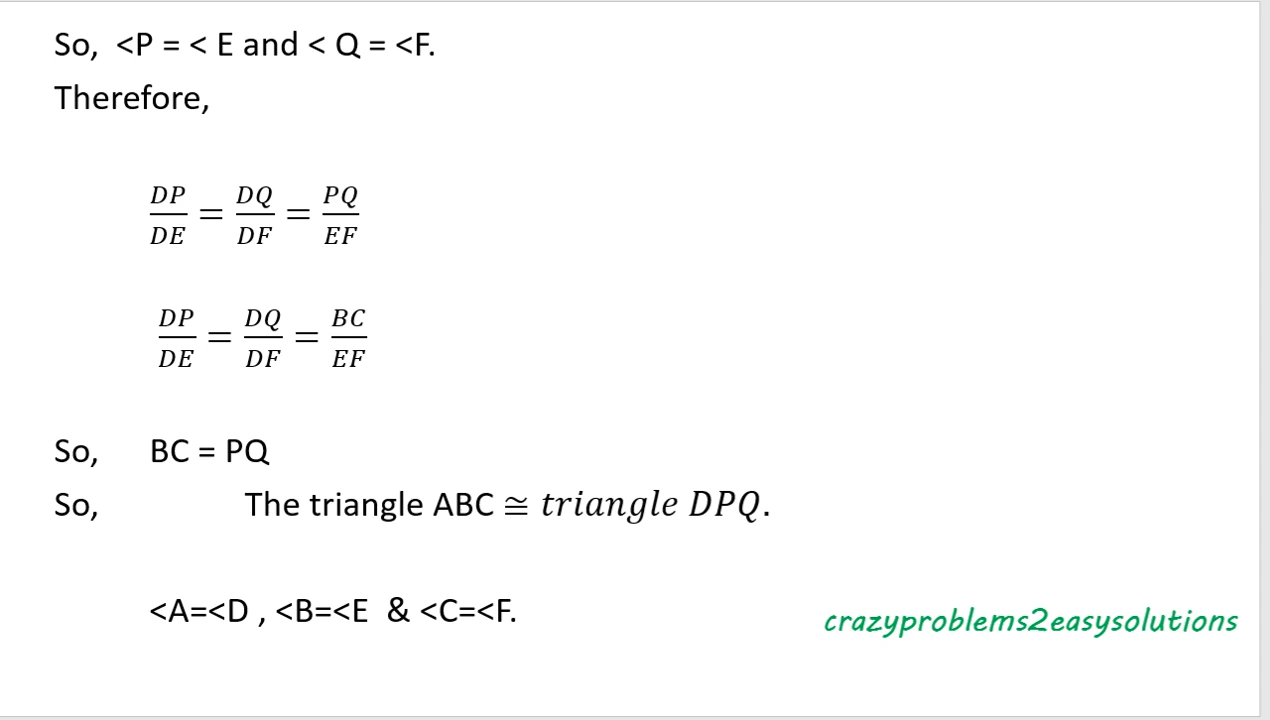 So, <P = < E and < Q = <F.
Therefore,
DP/DE = DQ/DF = PQ/EF
DP/DE = DQ/DF = BC/EF
So, BC = PQ
So, The triangle ABC ≅ triangle DPQ.
<A=<D , <B=<E & <C=<F.
crazyproblems2easysolutions